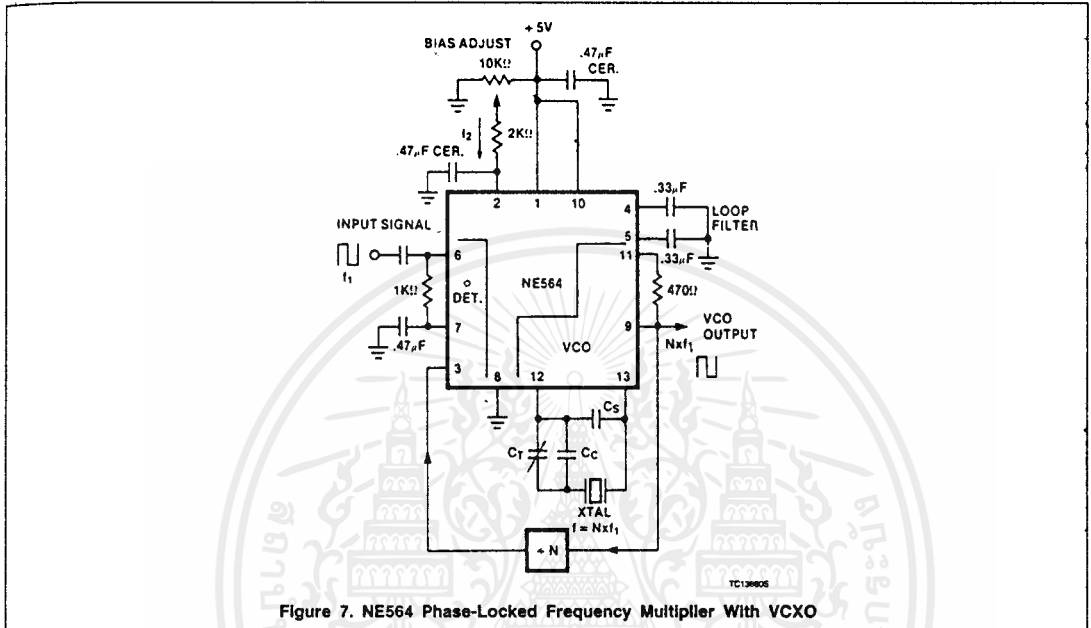 + 5V
BIAS ADJUST
10KΩ
.47µF
CER.
I2
2KΩ
.47µF CER.
2
1
10
.33µF
4
LOOP
FILTER
5
.33µF
11
INPUT SIGNAL
6
f1
1KΩ
φ
DET.
NE564
470Ω
7
9
VCO
OUTPUT
Nxf1
.47µF
VCO
3
8
12
13
CS
CT
CC
XTAL
f = Nxf1
÷ N
Figure 7. NE564 Phase-Locked Frequency Multiplier With VCXO